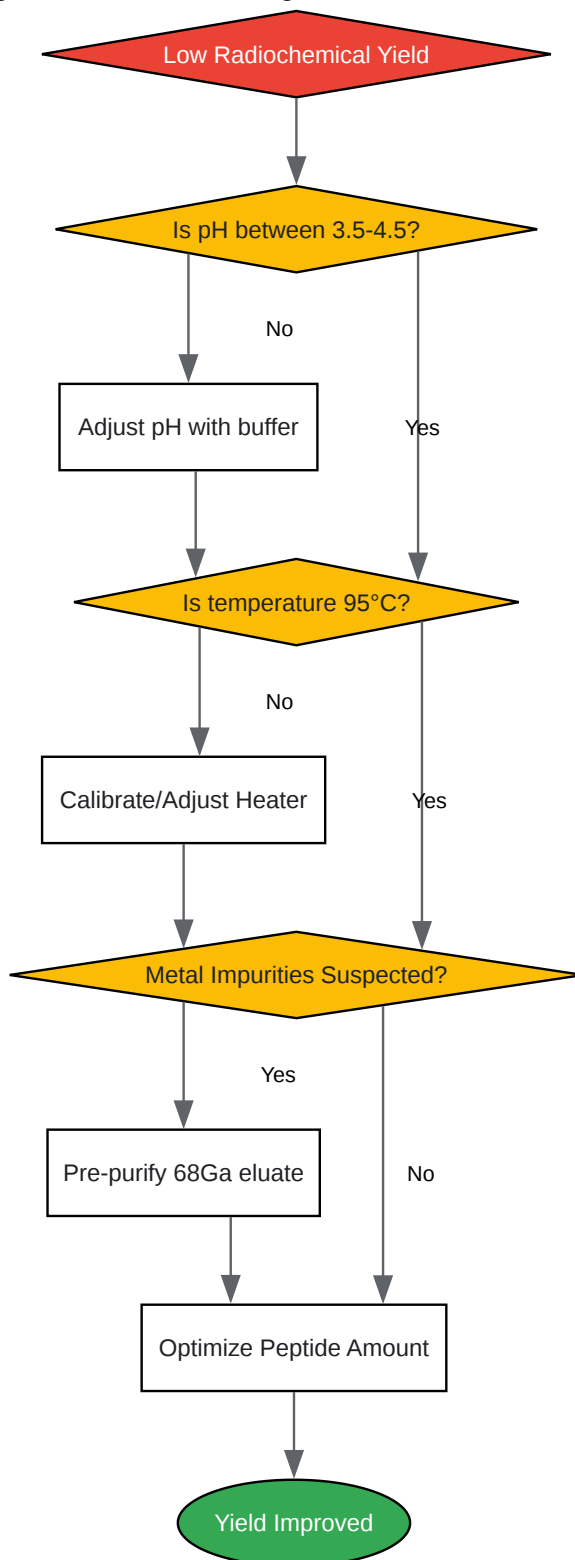 Low Radiochemical Yield
Is pH between 3.5-4.5?
No
Adjust pH with buffer
Yes
Is temperature 95°C?
No
Calibrate/Adjust Heater
Yes
Metal Impurities Suspected?
Yes
Pre-purify 68Ga eluate
No
Optimize Peptide Amount
Yield Improved